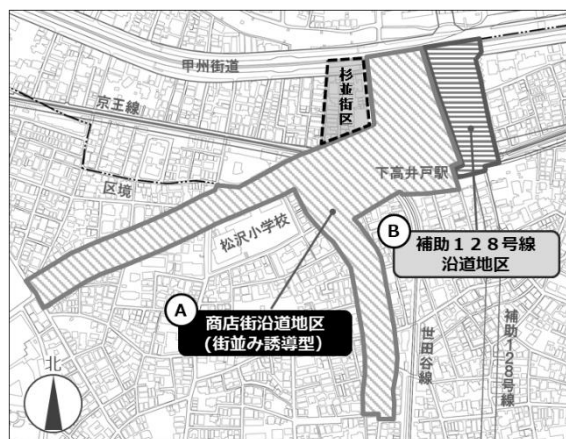 甲州街道
杉並街区
京王線
下高井戸駅
区境
松沢小学校
B
補助128号線
沿道地区
A
商店街沿道地区
(街並み誘導型)
世田谷線
補助128号線
北